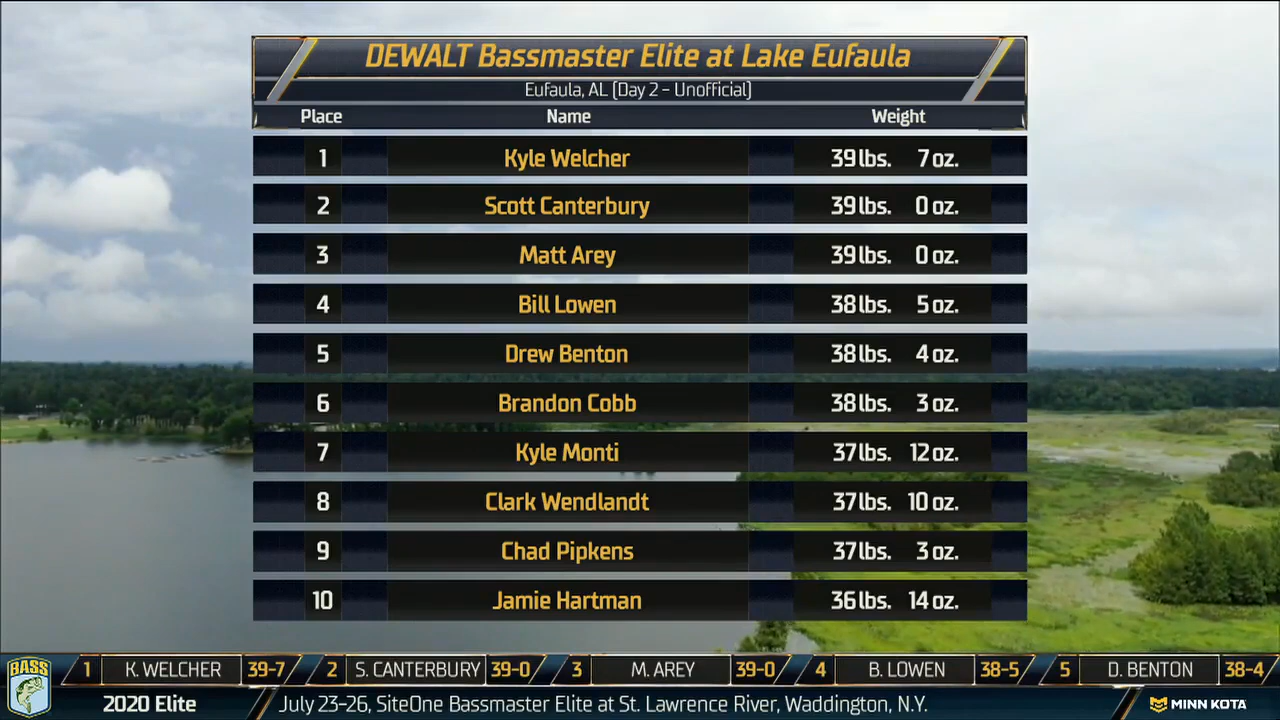 DEWALT Bassmaster Elite at Lake Eufaula
Eufaula, AL (Day 2 - Unofficial)
Place Name Weight
1 Kyle Welcher 39 lbs. 7 oz.
2 Scott Canterbury 39 lbs. 0 oz.
3 Matt Arey 39 lbs. 0 oz.
4 Bill Lowen 38 lbs. 5 oz.
5 Drew Benton 38 lbs. 4 oz.
6 Brandon Cobb 38 lbs. 3 oz.
7 Kyle Monti 37 lbs. 12 oz.
8 Clark Wendlandt 37 lbs. 10 oz.
9 Chad Pipkens 37 lbs. 3 oz.
10 Jamie Hartman 36 lbs. 14 oz.
BASS 1 K. WELCHER 39-7 2 S. CANTERBURY 39-0 3 M. AREY 39-0 4 B. LOWEN 38-5 5 D. BENTON 38-4
2020 Elite July 23-26, SiteOne Bassmaster Elite at St. Lawrence River, Waddington, N.Y. MINN KOTA